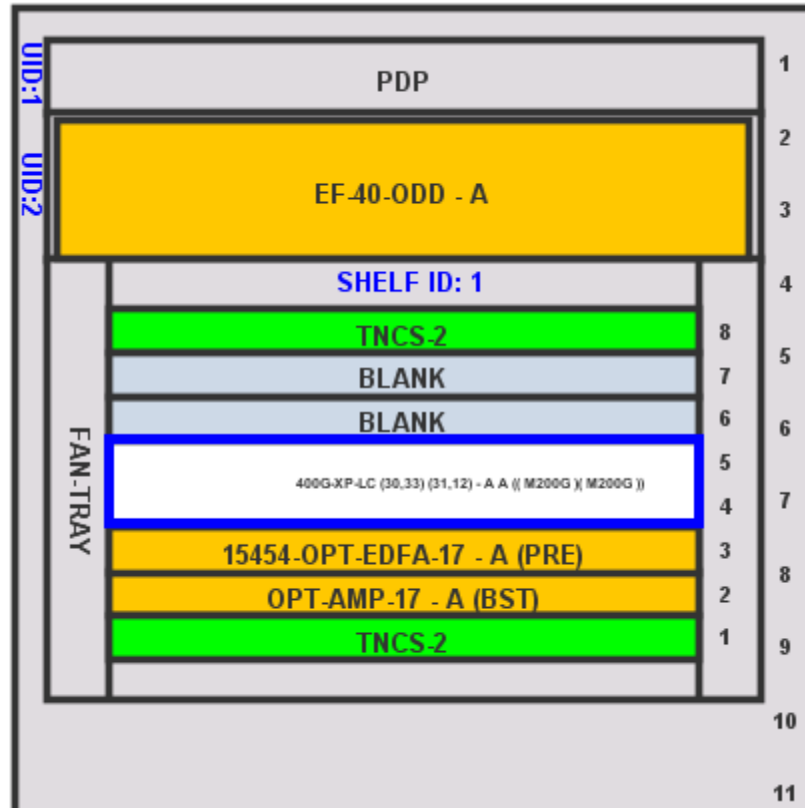 UID:1
PDP
1
UID:2
EF-40-ODD - A
2
3
SHELF ID: 1
4
TNCS-2
8
5
BLANK
7
BLANK
6
6
FAN-TRAY
400G-XP-LC (30,33) (31,12) - A A (( M200G )( M200G ))
5
4
7
15454-OPT-EDFA-17 - A (PRE)
3
8
OPT-AMP-17 - A (BST)
2
TNCS-2
1
9
10
11